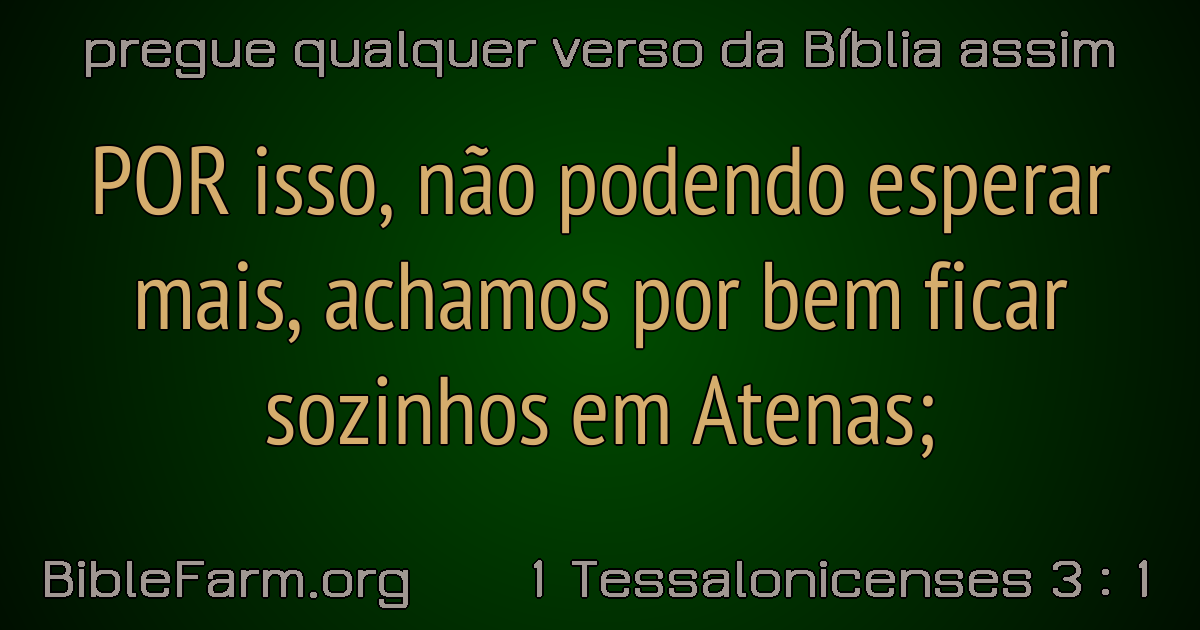 pregue qualquer verso da Bíblia assim
POR isso, não podendo esperar
mais, achamos por bem ficar
sozinhos em Atenas;
BibleFarm.org 1 Tessalonicenses 3 : 1